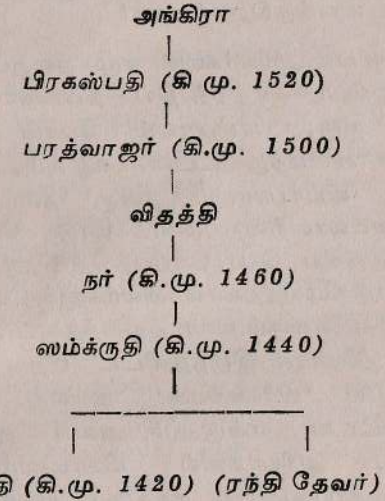 அங்கிரா
பிரகஸ்பதி (கி மு. 1520)
பரத்வாஜர் (கி.மு. 1500)
விதத்தி
நர் (கி.மு. 1460)
ஸம்க்ருதி (கி.மு. 1440)
(கி.மு. 1420) (ரந்தி தேவர்)